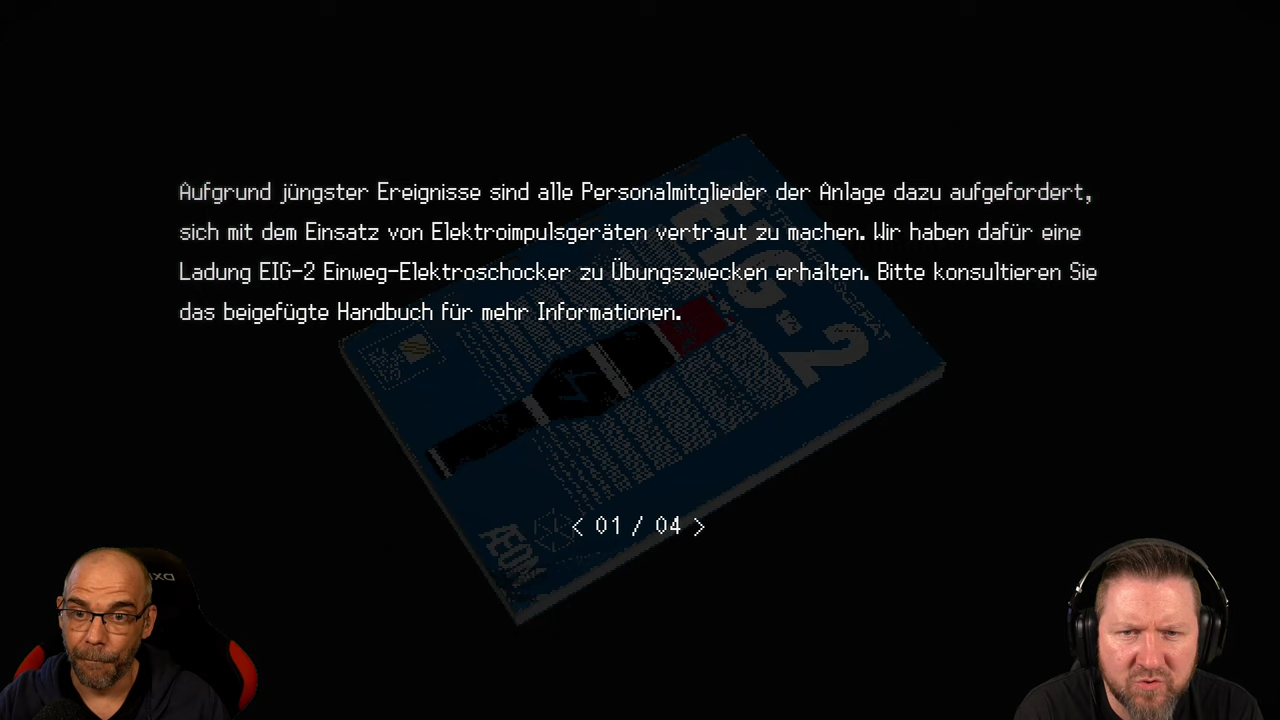 Aufgrund jüngster Ereignisse sind alle Personalmitglieder der Anlage dazu aufgefordert,
sich mit dem Einsatz von Elektroimpulsgeräten vertraut zu machen. Wir haben dafür eine
Ladung EIG-2 Einweg-Elektroschocker zu Übungszwecken erhalten. Bitte konsultieren Sie
das beigefügte Handbuch für mehr Informationen.
EIG-2
ÆON
< 01 / 04 >
DX